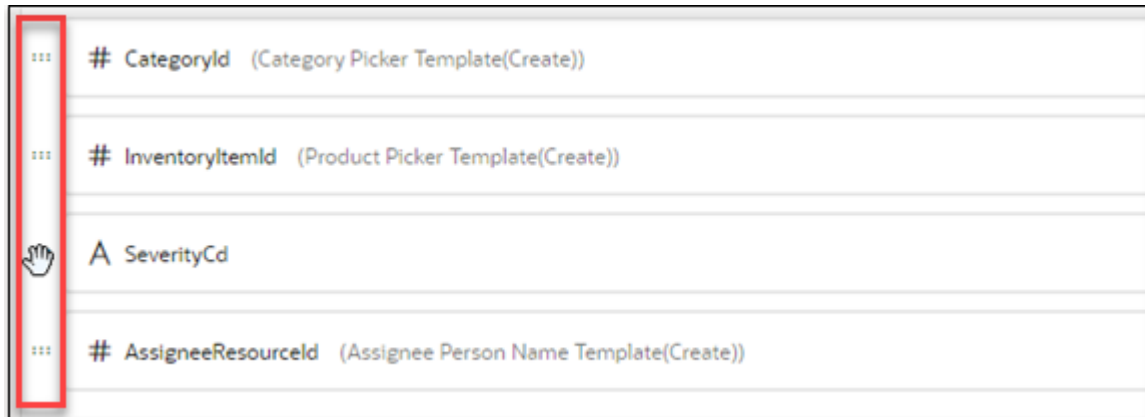 # CategoryId (Category Picker Template(Create))
# InventoryItemId (Product Picker Template(Create))
A SeverityCd
# AssigneeResourceId (Assignee Person Name Template(Create))